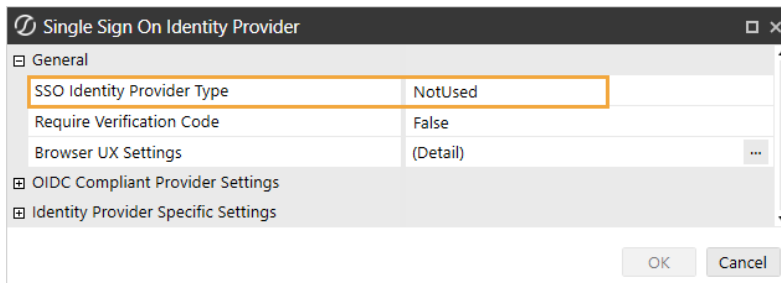 Single Sign On Identity Provider
General
SSO Identity Provider Type NotUsed
Require Verification Code False
Browser UX Settings (Detail) ...
OIDC Compliant Provider Settings
Identity Provider Specific Settings
OK Cancel